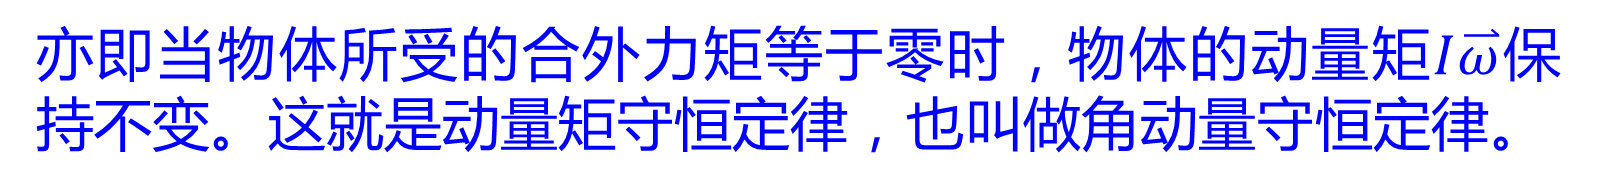 亦即当物体所受的合外力矩等于零时，物体的动量矩$I\vec{\omega}$保
持不变。这就是动量矩守恒定律，也叫做角动量守恒定律。